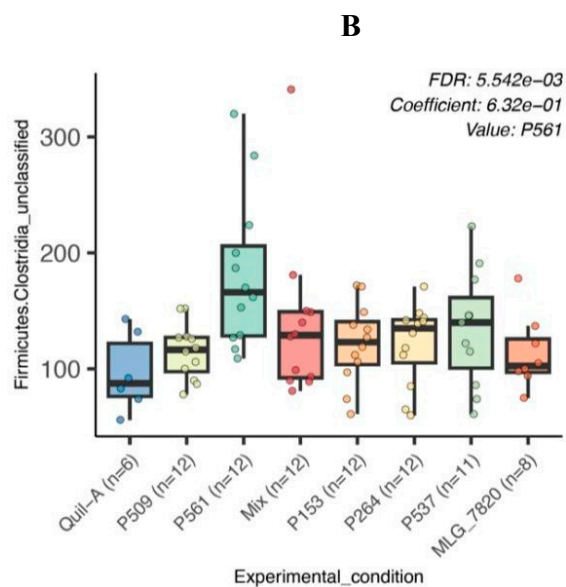 B
FDR: 5.542e−03
Coefficient: 6.32e−01
Value: P561
Firmicutes.Clostridia_unclassified
300
200
100
Quil-A (n=6)
P509 (n=12)
P561 (n=12)
Mix (n=12)
P153 (n=12)
P264 (n=12)
P537 (n=11)
MLG_7820 (n=8)
Experimental_condition